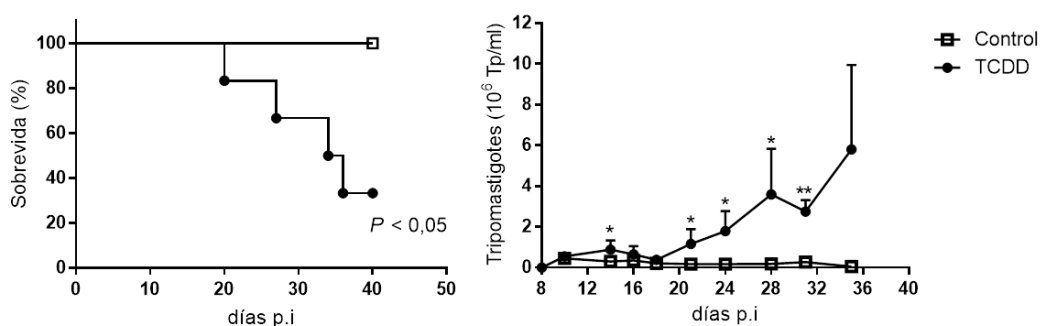 Sobrevida (%)
100
80
60
40
20
0
P < 0,05
0 10 20 30 40 50
días p.i
Tripomastigotes (10⁶ Tp/ml)
12
10
8
6
4
2
0
*
*
*
*
**
8 12 16 20 24 28 32 36 40
días p.i
Control
TCDD